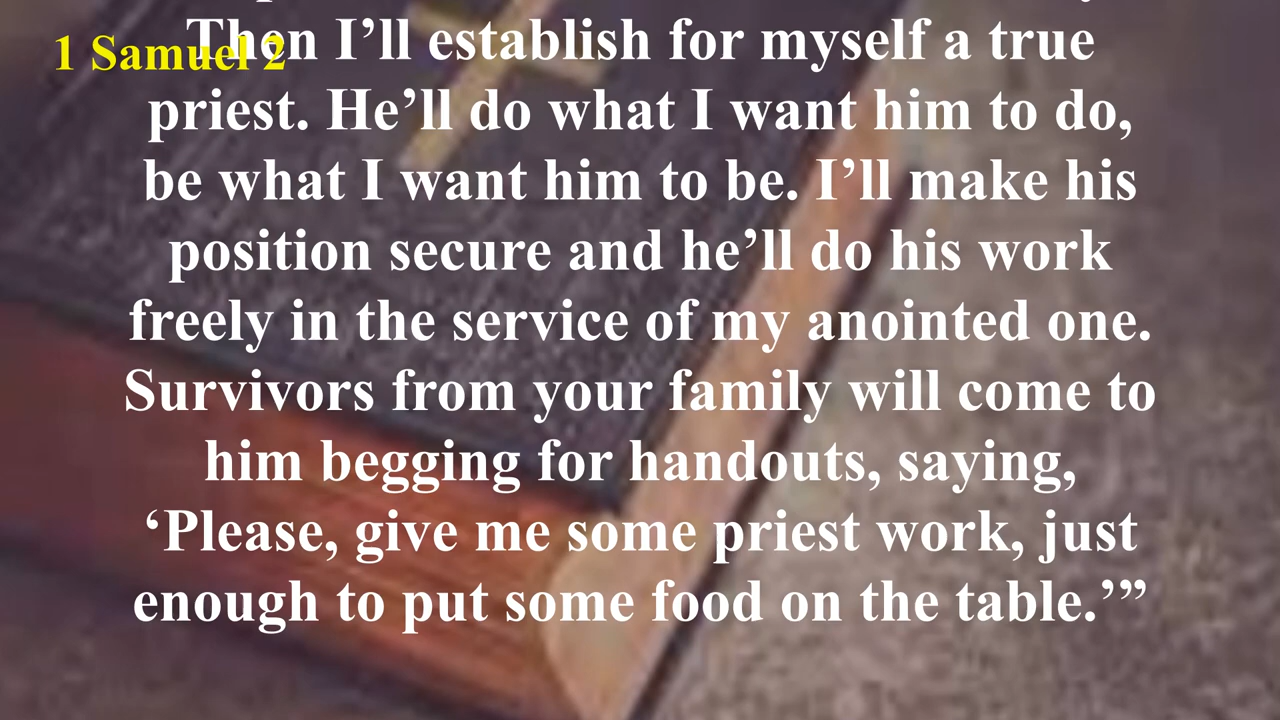 1 Samuel 2
Then I’ll establish for myself a true
priest. He’ll do what I want him to do,
be what I want him to be. I’ll make his
position secure and he’ll do his work
freely in the service of my anointed one.
Survivors from your family will come to
him begging for handouts, saying,
‘Please, give me some priest work, just
enough to put some food on the table.’”